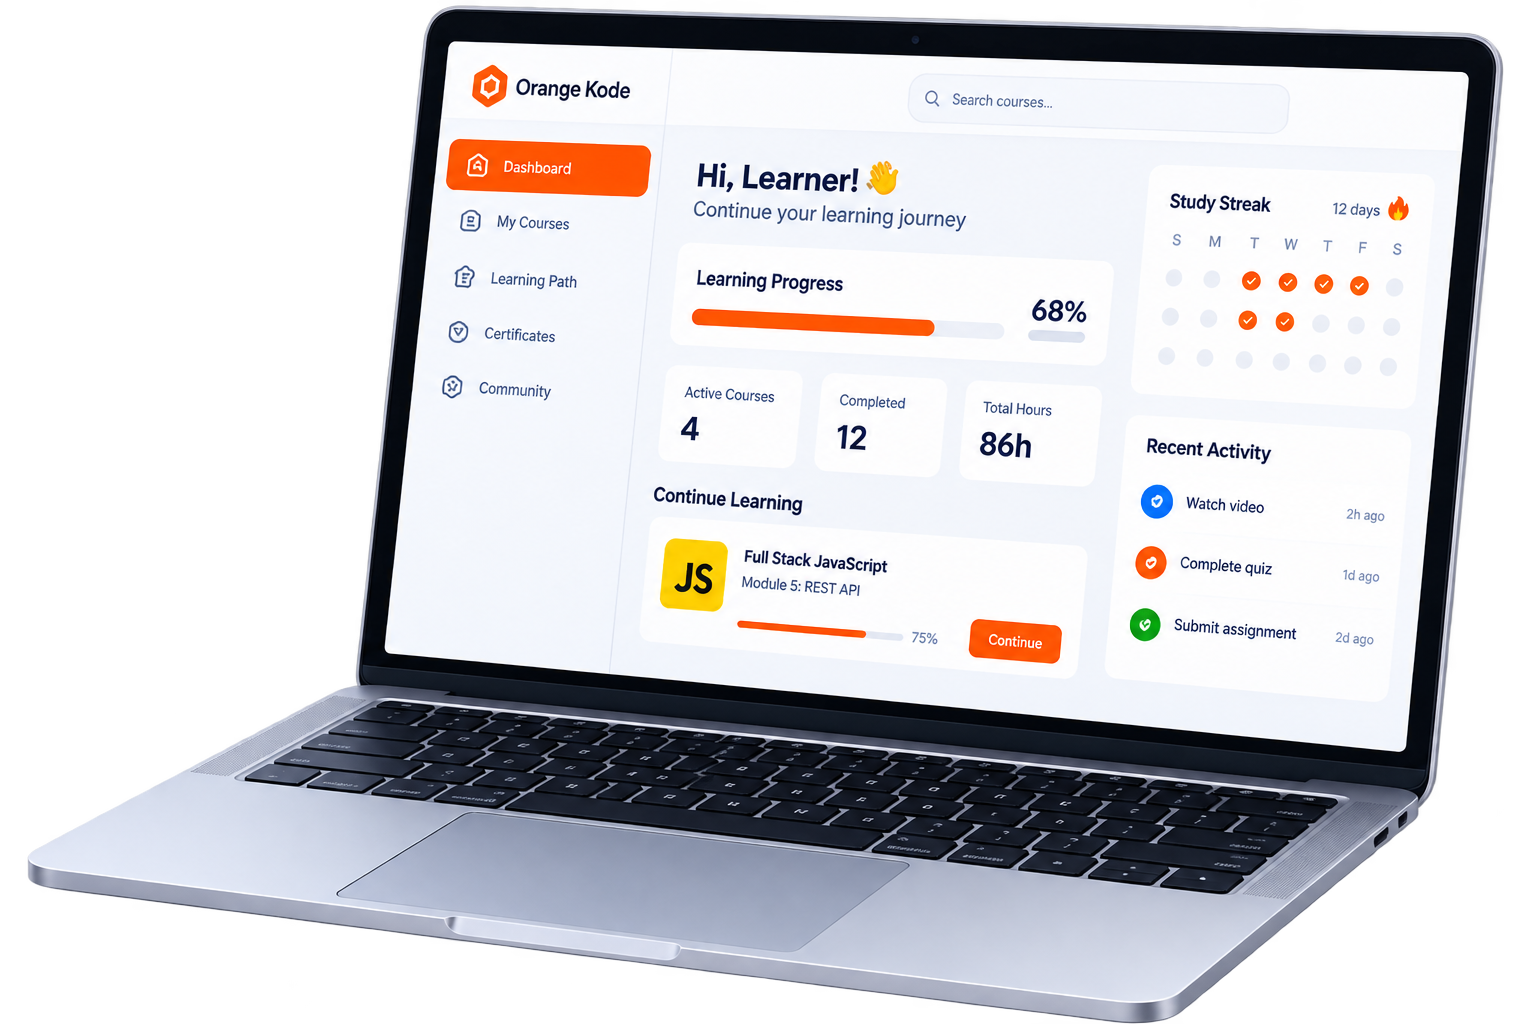 Orange Kode
Search courses...
Dashboard
My Courses
Learning Path
Certificates
Community
Hi, Learner! 👋
Continue your learning journey
Learning Progress
68%
Active Courses
4
Completed
12
Total Hours
86h
Continue Learning
JS
Full Stack JavaScript
Module 5: REST API
75%
Continue
Study Streak
12 days 🔥
S M T W T F S
Recent Activity
Watch video
2h ago
Complete quiz
1d ago
Submit assignment
2d ago